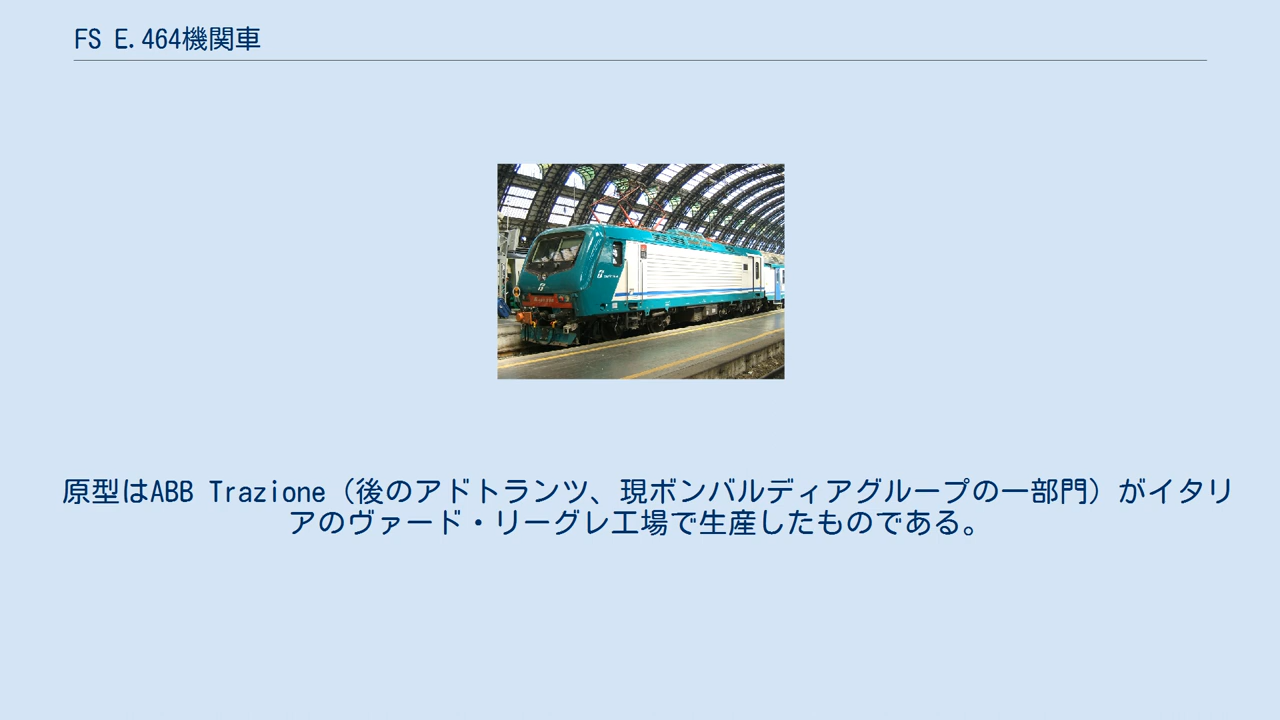 FS E.464機関車
原型はABB Trazione（後のアドトランツ、現ボンバルディアグループの一部門）がイタリ
アのヴァード・リーグレ工場で生産したものである。